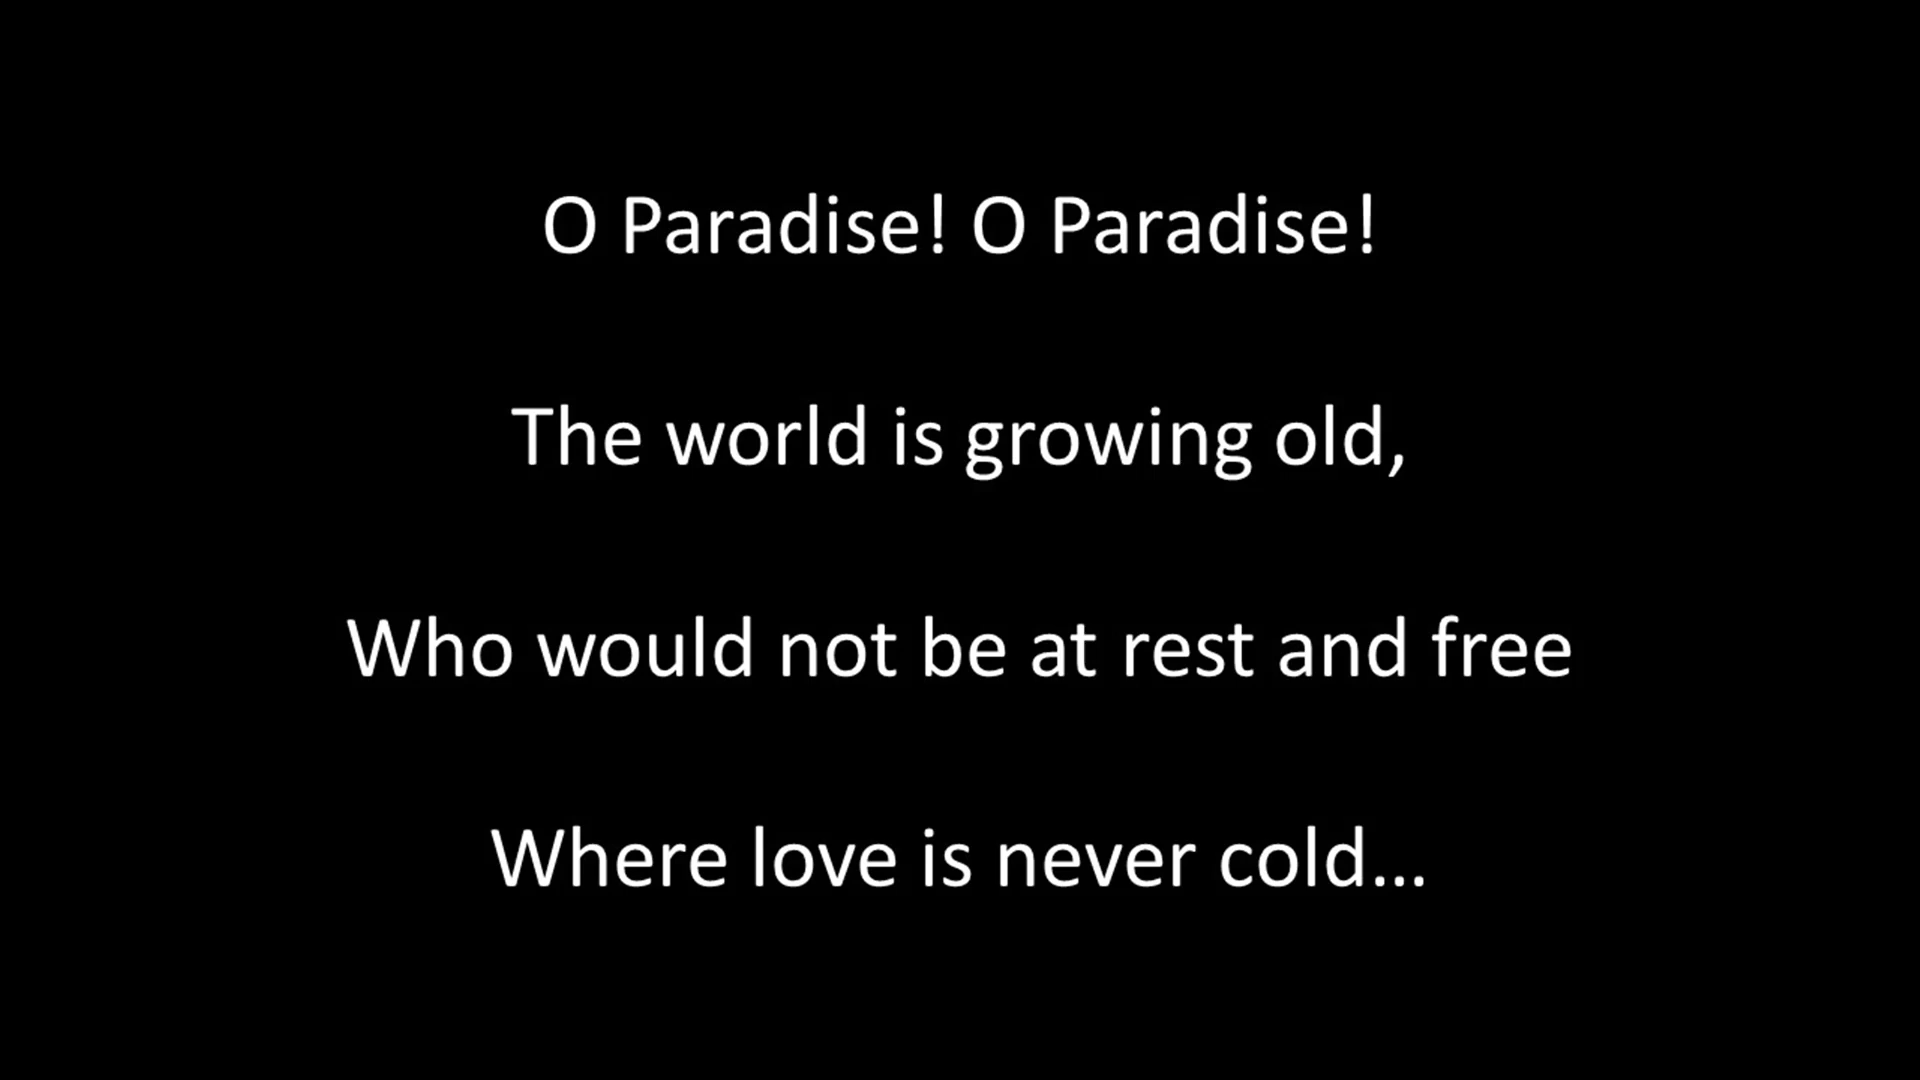 O Paradise! O Paradise!
The world is growing old,
Who would not be at rest and free
Where love is never cold...